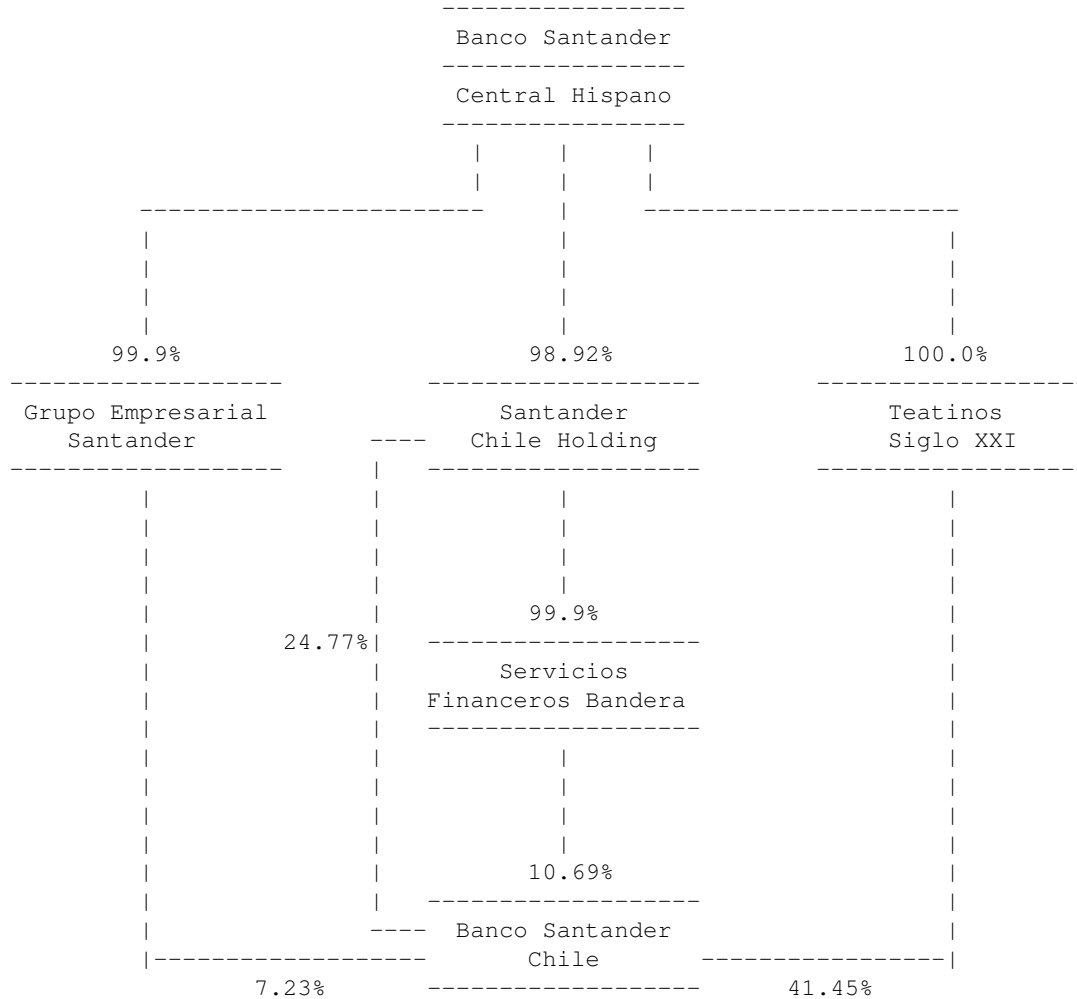 Banco Santander
Central Hispano
99.9% 98.92% 100.0%
Grupo Empresarial Santander Teatinos
Santander Chile Holding Siglo XXI
99.9%
24.77%
Servicios
Financeros Bandera
10.69%
Banco Santander
Chile
7.23% 41.45%